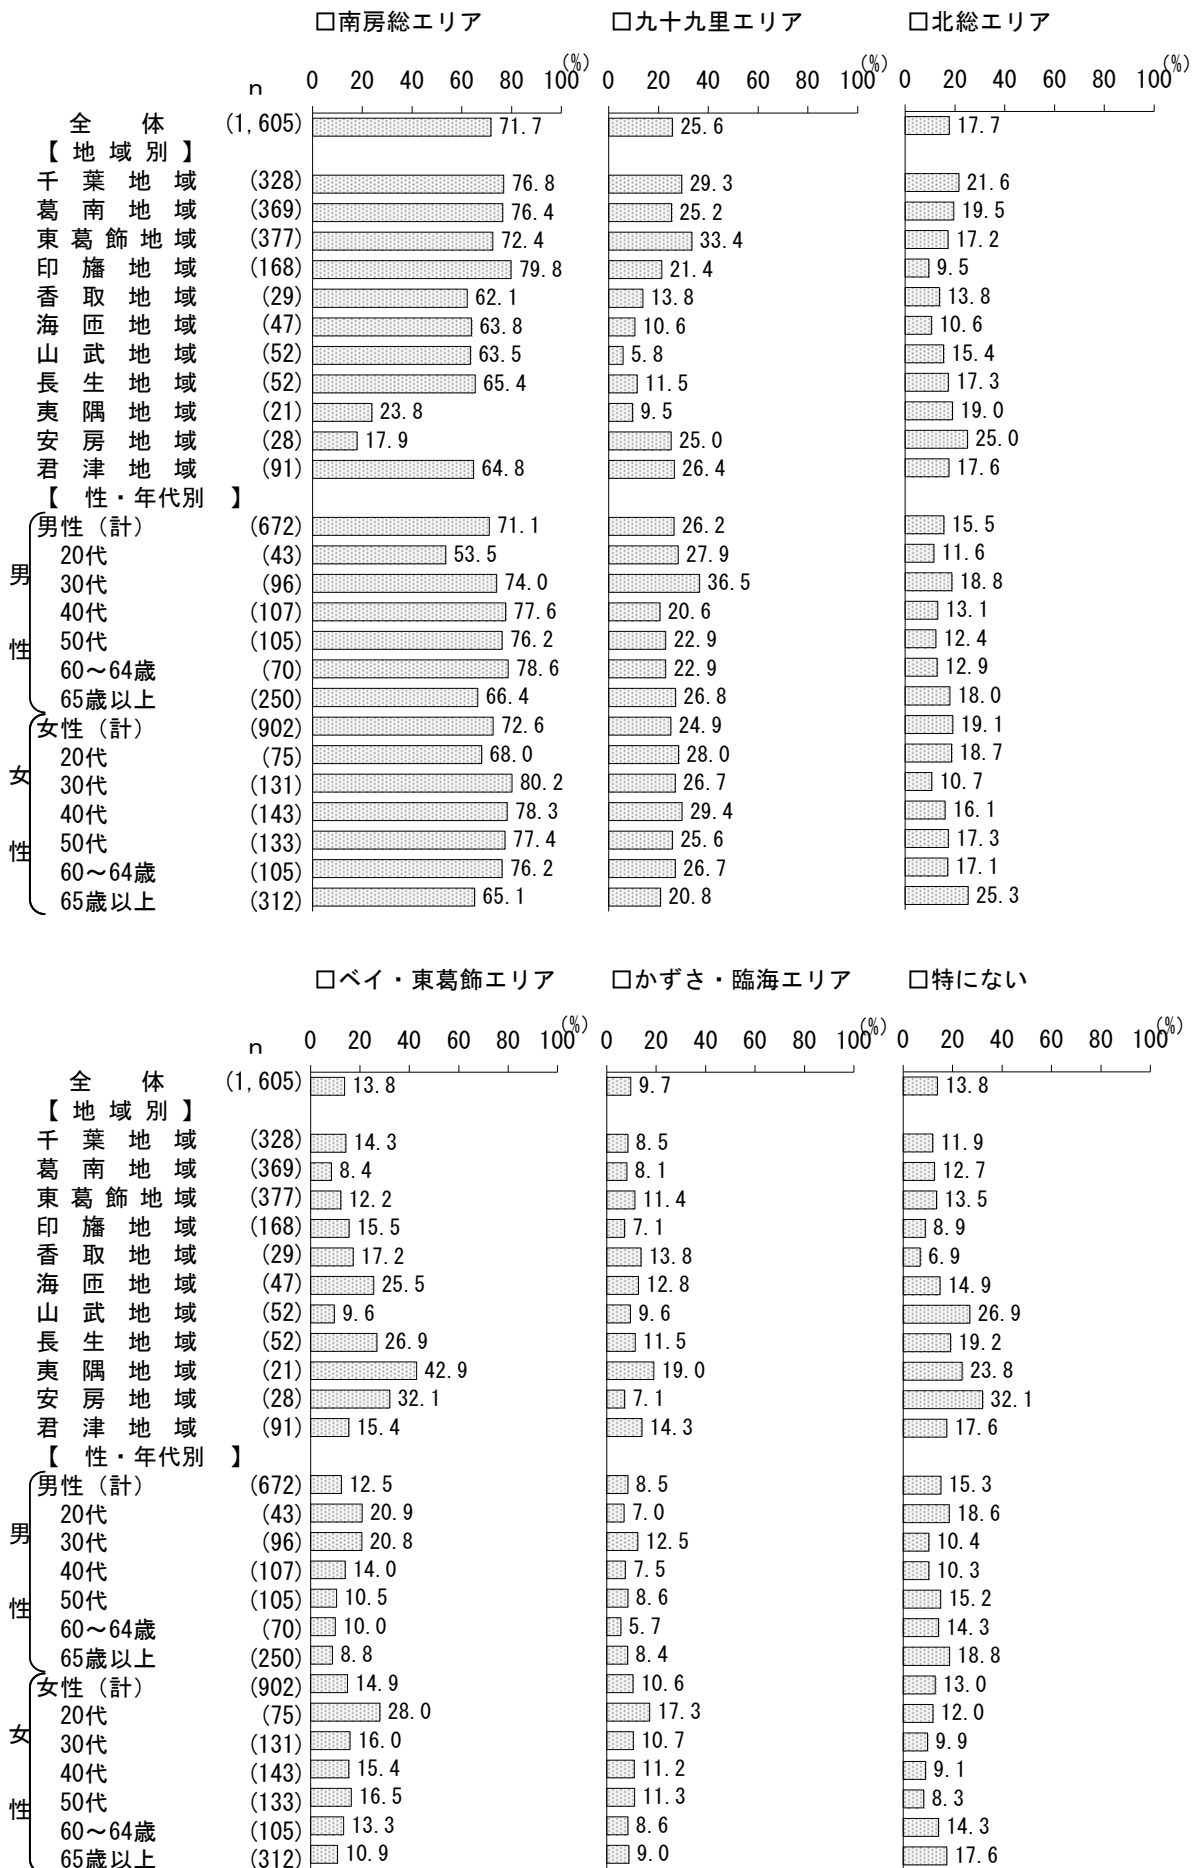 □南房総エリア □九十九里エリア □北総エリア
(%) (%) (%)
n 0 20 40 60 80 100 0 20 40 60 80 100 0 20 40 60 80 100
全体 (1,605) 71.7 25.6 17.7
【地域別】
千葉地域 (328) 76.8 29.3 21.6
葛南地域 (369) 76.4 25.2 19.5
東葛飾地域 (377) 72.4 33.4 17.2
印旛地域 (168) 79.8 21.4 9.5
香取地域 (29) 62.1 13.8 13.8
海匝地域 (47) 63.8 10.6 10.6
山武地域 (52) 63.5 5.8 15.4
長生地域 (52) 65.4 11.5 17.3
夷隅地域 (21) 23.8 9.5 19.0
安房地域 (28) 17.9 25.0 25.0
君津地域 (91) 64.8 26.4 17.6
【性・年代別】
男性
男性(計) (672) 71.1 26.2 15.5
20代 (43) 53.5 27.9 11.6
30代 (96) 74.0 36.5 18.8
40代 (107) 77.6 20.6 13.1
50代 (105) 76.2 22.9 12.4
60~64歳 (70) 78.6 22.9 12.9
65歳以上 (250) 66.4 26.8 18.0
女性
女性(計) (902) 72.6 24.9 19.1
20代 (75) 68.0 28.0 18.7
30代 (131) 80.2 26.7 10.7
40代 (143) 78.3 29.4 16.1
50代 (133) 77.4 25.6 17.3
60~64歳 (105) 76.2 26.7 17.1
65歳以上 (312) 65.1 20.8 25.3
□ベイ・東葛飾エリア □かずさ・臨海エリア □特にない
(%) (%) (%)
n 0 20 40 60 80 100 0 20 40 60 80 100 0 20 40 60 80 100
全体 (1,605) 13.8 9.7 13.8
【地域別】
千葉地域 (328) 14.3 8.5 11.9
葛南地域 (369) 8.4 8.1 12.7
東葛飾地域 (377) 12.2 11.4 13.5
印旛地域 (168) 15.5 7.1 8.9
香取地域 (29) 17.2 13.8 6.9
海匝地域 (47) 25.5 12.8 14.9
山武地域 (52) 9.6 9.6 26.9
長生地域 (52) 26.9 11.5 19.2
夷隅地域 (21) 42.9 19.0 23.8
安房地域 (28) 32.1 7.1 32.1
君津地域 (91) 15.4 14.3 17.6
【性・年代別】
男性
男性(計) (672) 12.5 8.5 15.3
20代 (43) 20.9 7.0 18.6
30代 (96) 20.8 12.5 10.4
40代 (107) 14.0 7.5 10.3
50代 (105) 10.5 8.6 15.2
60~64歳 (70) 10.0 5.7 14.3
65歳以上 (250) 8.8 8.4 18.8
女性
女性(計) (902) 14.9 10.6 13.0
20代 (75) 28.0 17.3 12.0
30代 (131) 16.0 10.7 9.9
40代 (143) 15.4 11.2 9.1
50代 (133) 16.5 11.3 8.3
60~64歳 (105) 13.3 8.6 14.3
65歳以上 (312) 10.9 9.0 17.6